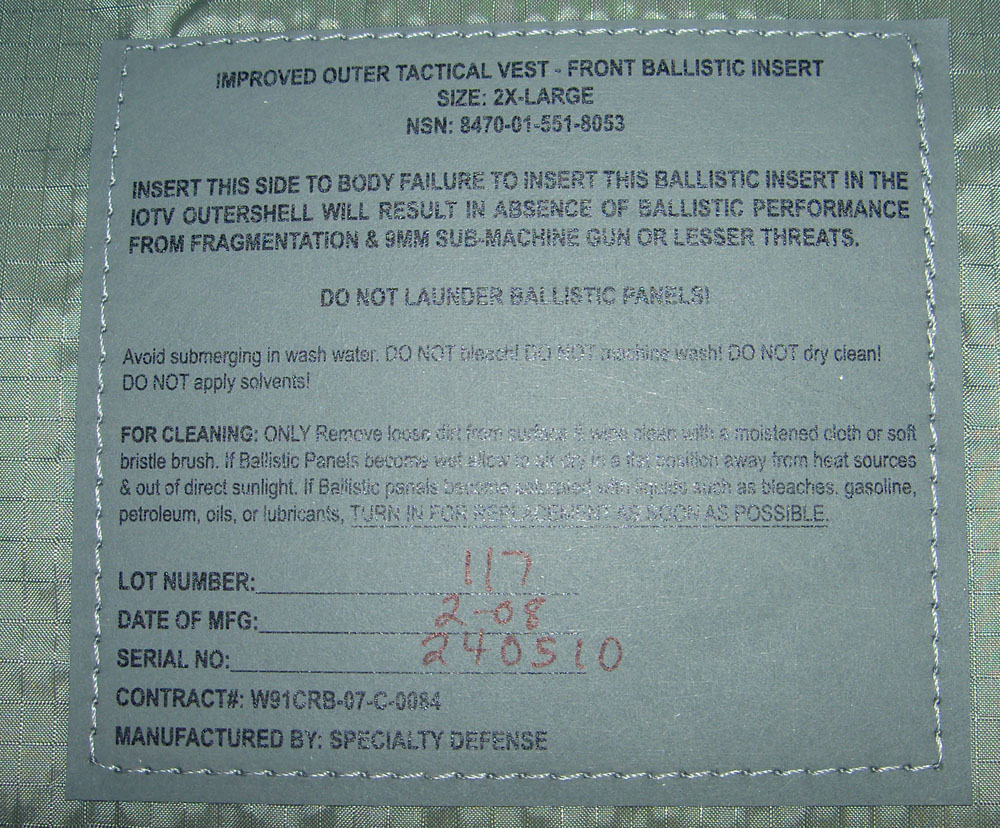 IMPROVED OUTER TACTICAL VEST - FRONT BALLISTIC INSERT
SIZE: 2X-LARGE
NSN: 8470-01-551-8053
INSERT THIS SIDE TO BODY FAILURE TO INSERT THIS BALLISTIC INSERT IN THE
IOTV OUTERSHELL WILL RESULT IN ABSENCE OF BALLISTIC PERFORMANCE
FROM FRAGMENTATION & 9MM SUB-MACHINE GUN OR LESSER THREATS.
DO NOT LAUNDER BALLISTIC PANELS!
Avoid submerging in wash water. DO NOT bleach! DO NOT machine wash! DO NOT dry clean!
DO NOT apply solvents!
FOR CLEANING: ONLY Remove loose dirt from surface & wipe clean with a moistened cloth or soft
bristle brush. If Ballistic Panels become wet allow to air dry in a flat position away from heat sources
& out of direct sunlight. If Ballistic panels become saturated with liquids such as bleaches, gasoline,
petroleum, oils, or lubricants, TURN IN FOR REPLACEMENT AS SOON AS POSSIBLE.
LOT NUMBER: 117
DATE OF MFG: 2-08
SERIAL NO: 240510
CONTRACT#: W91CRB-07-C-0084
MANUFACTURED BY: SPECIALTY DEFENSE